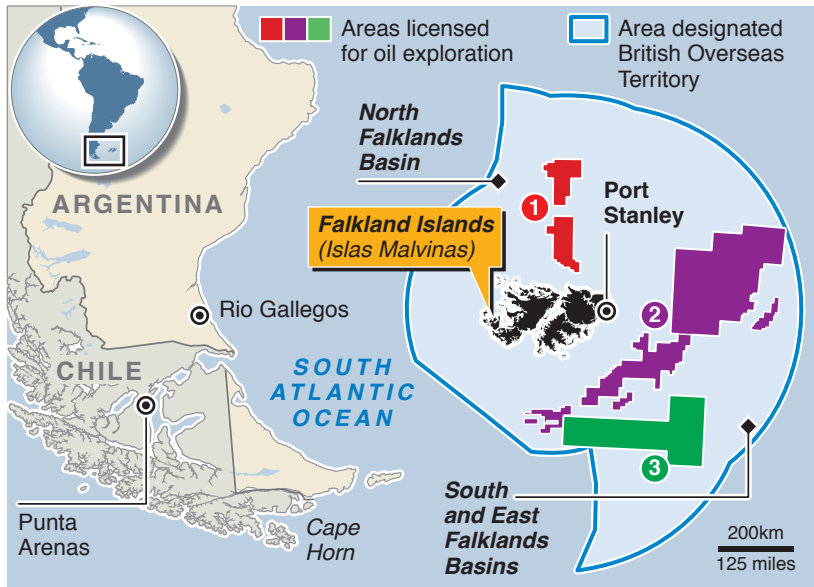 Areas licensed
for oil exploration
Area designated
British Overseas
Territory
North
Falklands
Basin
ARGENTINA
1
Port
Stanley
Falkland Islands
(Islas Malvinas)
Rio Gallegos
2
CHILE
SOUTH
ATLANTIC
OCEAN
3
South
and East
Falklands
Basins
Punta
Arenas
Cape
Horn
200km
125 miles